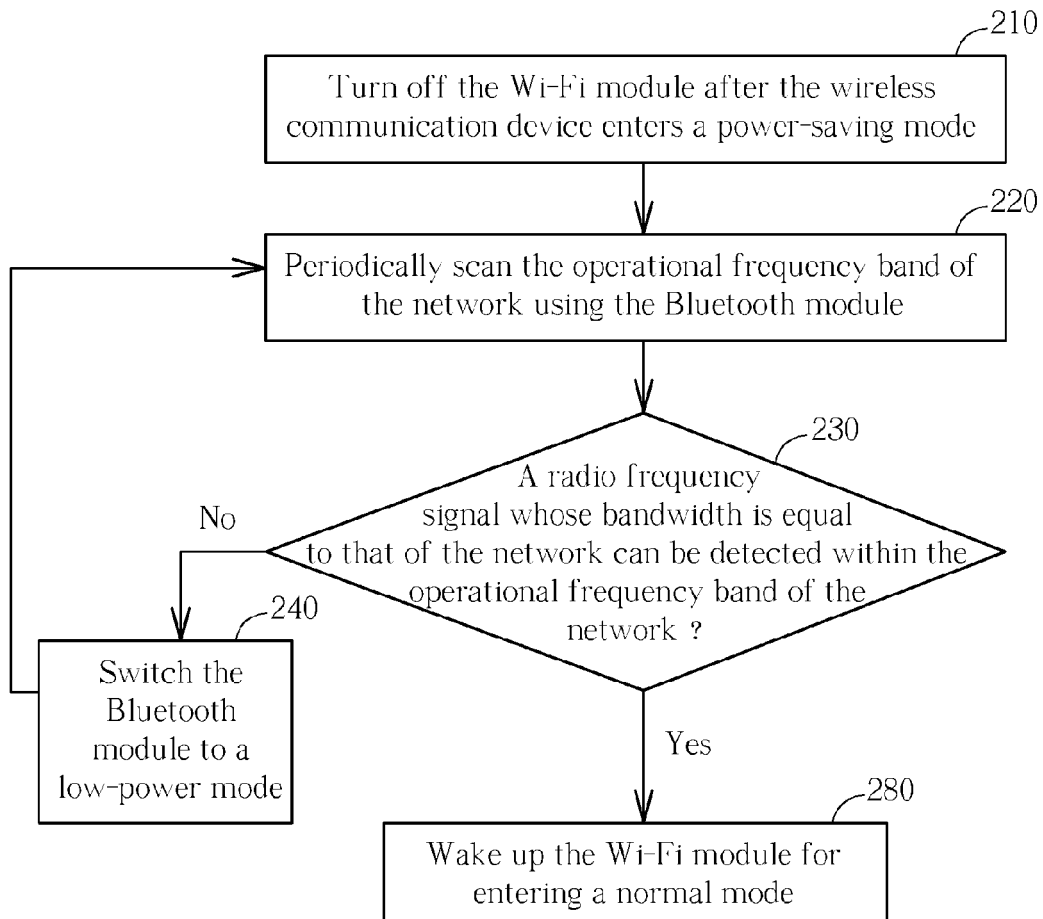 210
Turn off the Wi-Fi module after the wireless
communication device enters a power-saving mode
220
Periodically scan the operational frequency band of
the network using the Bluetooth module
230
A radio frequency
signal whose bandwidth is equal
to that of the network can be detected within the
operational frequency band of the
network ?
No
240
Switch the
Bluetooth
module to a
low-power mode
Yes
280
Wake up the Wi-Fi module for
entering a normal mode